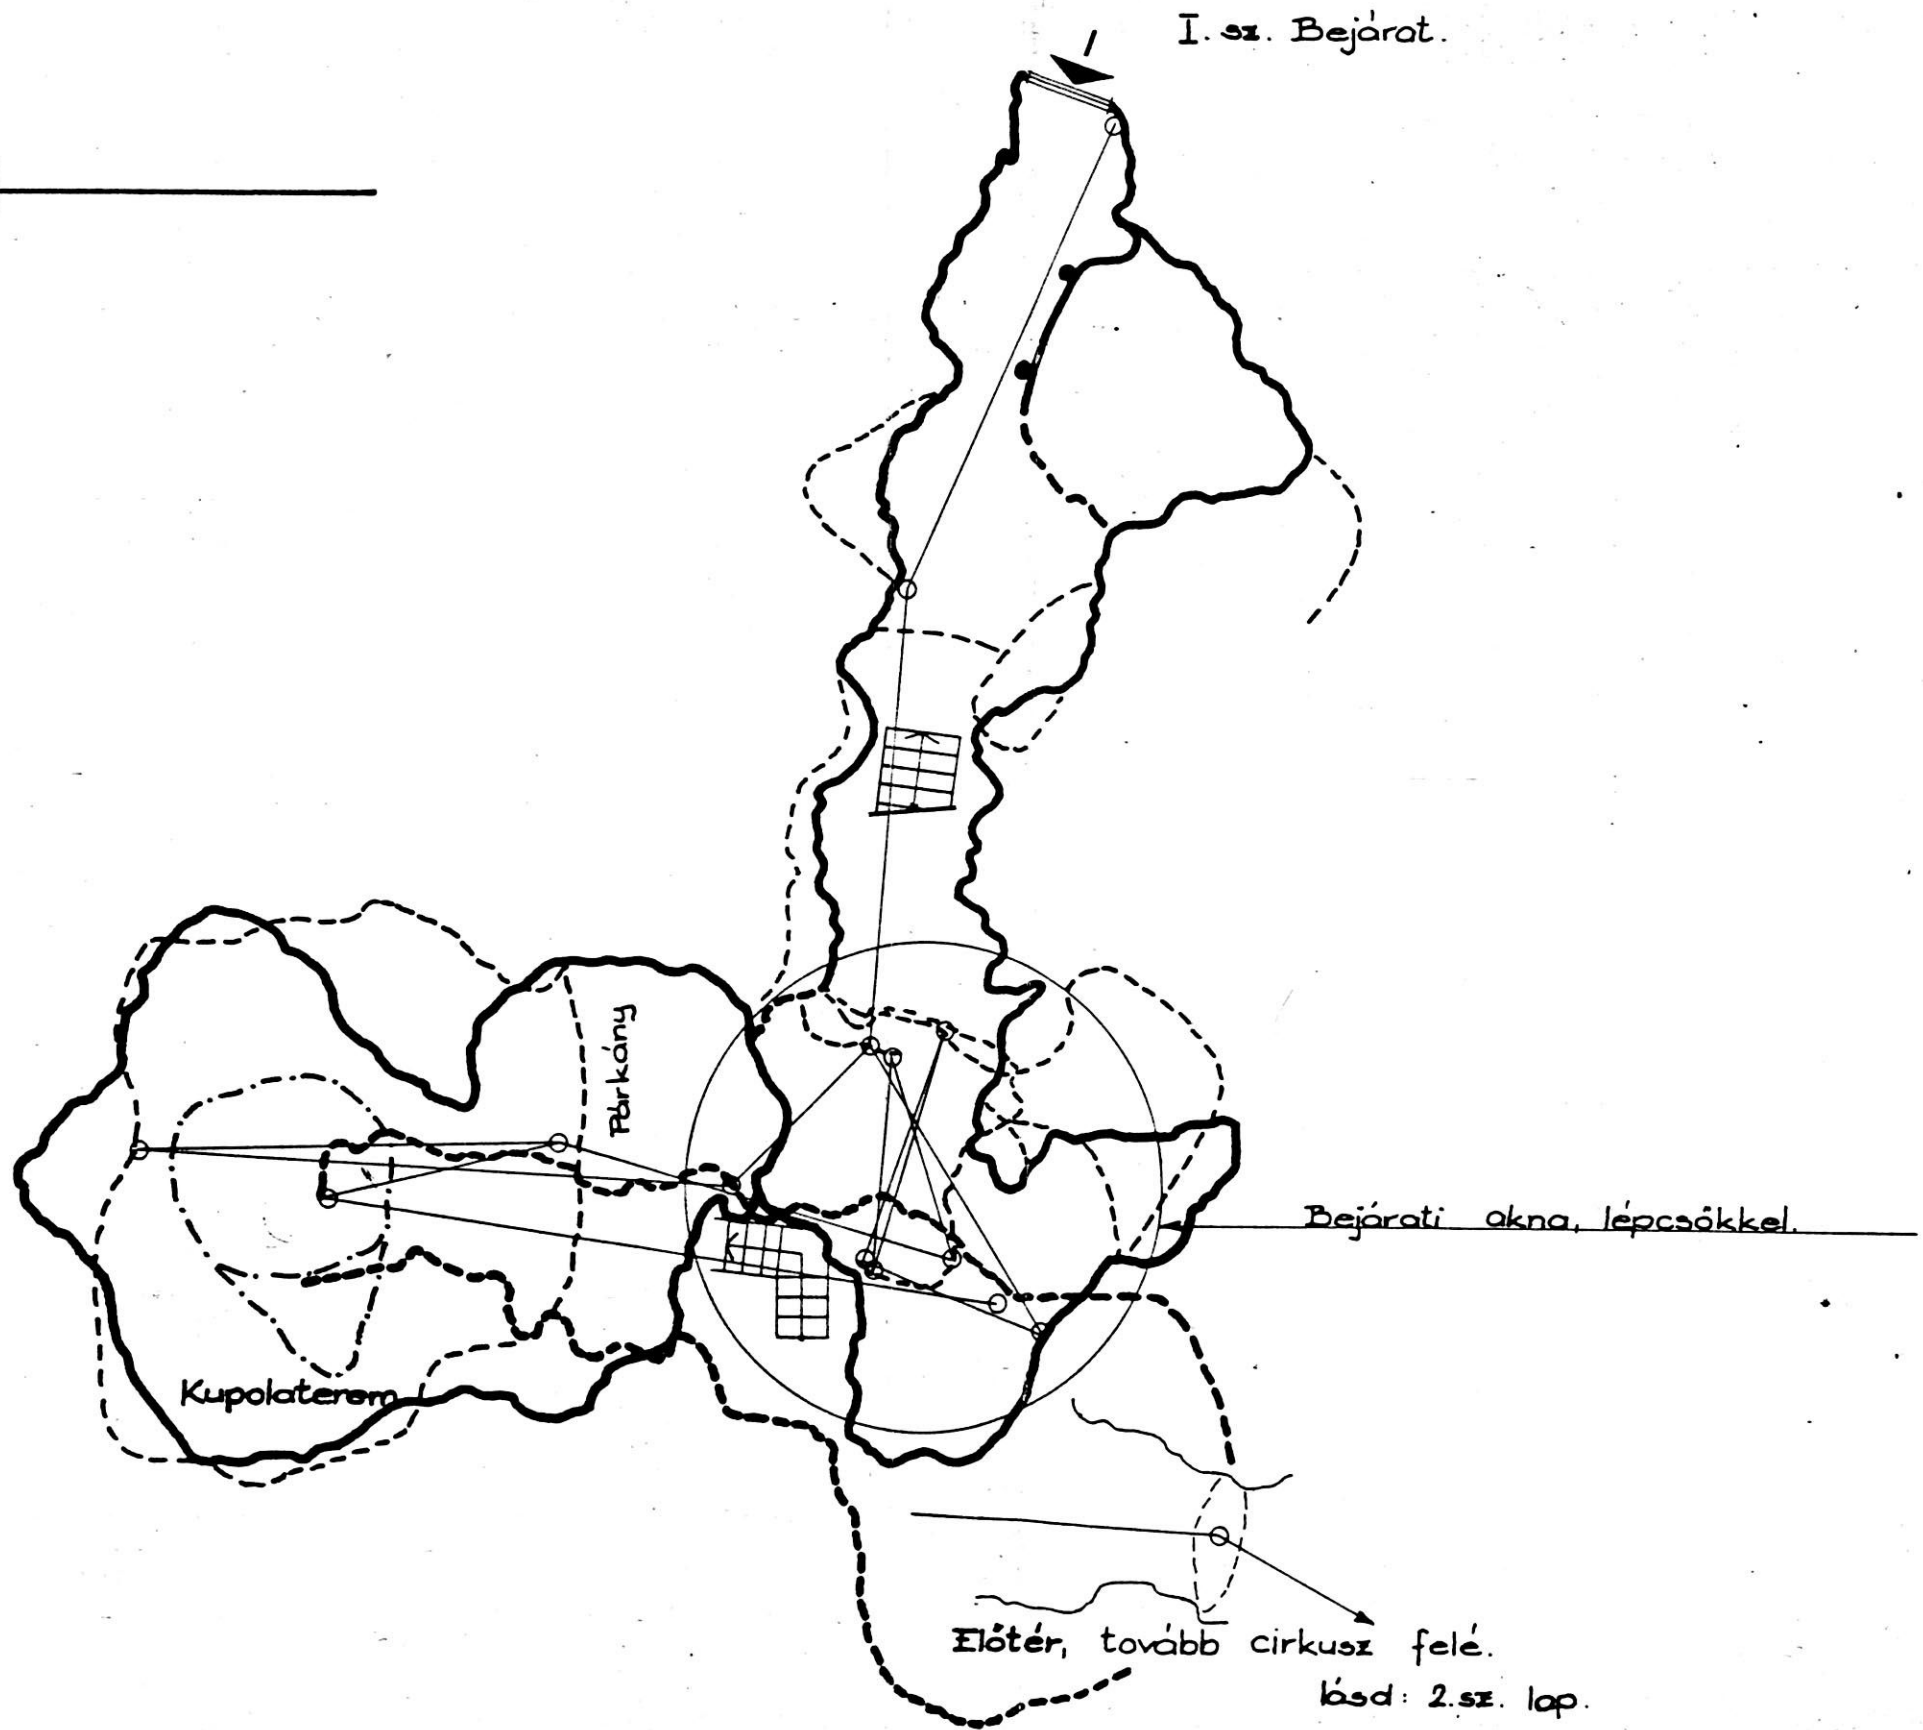 I. sz. Bejárat.
Párkány
Bejárati akna, lépcsőkkel.
Kupolaterem
Előtér, tovább cirkusz felé.
lásd: 2.sz. lap.